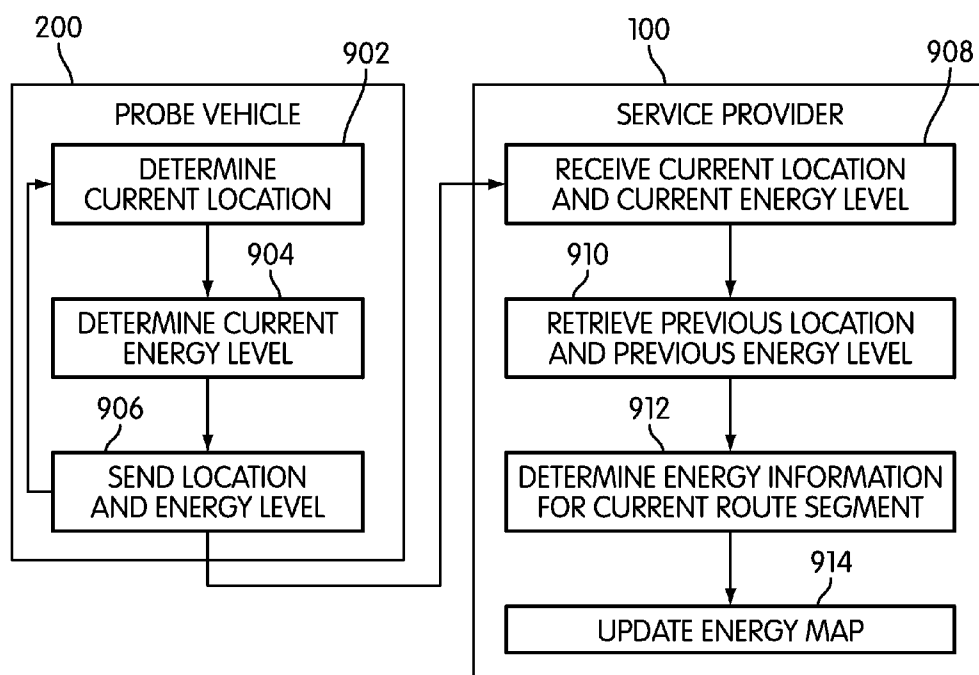 200
902
PROBE VEHICLE
DETERMINE
CURRENT LOCATION
904
DETERMINE CURRENT
ENERGY LEVEL
906
SEND LOCATION
AND ENERGY LEVEL
100
908
SERVICE PROVIDER
RECEIVE CURRENT LOCATION
AND CURRENT ENERGY LEVEL
910
RETRIEVE PREVIOUS LOCATION
AND PREVIOUS ENERGY LEVEL
912
DETERMINE ENERGY INFORMATION
FOR CURRENT ROUTE SEGMENT
914
UPDATE ENERGY MAP